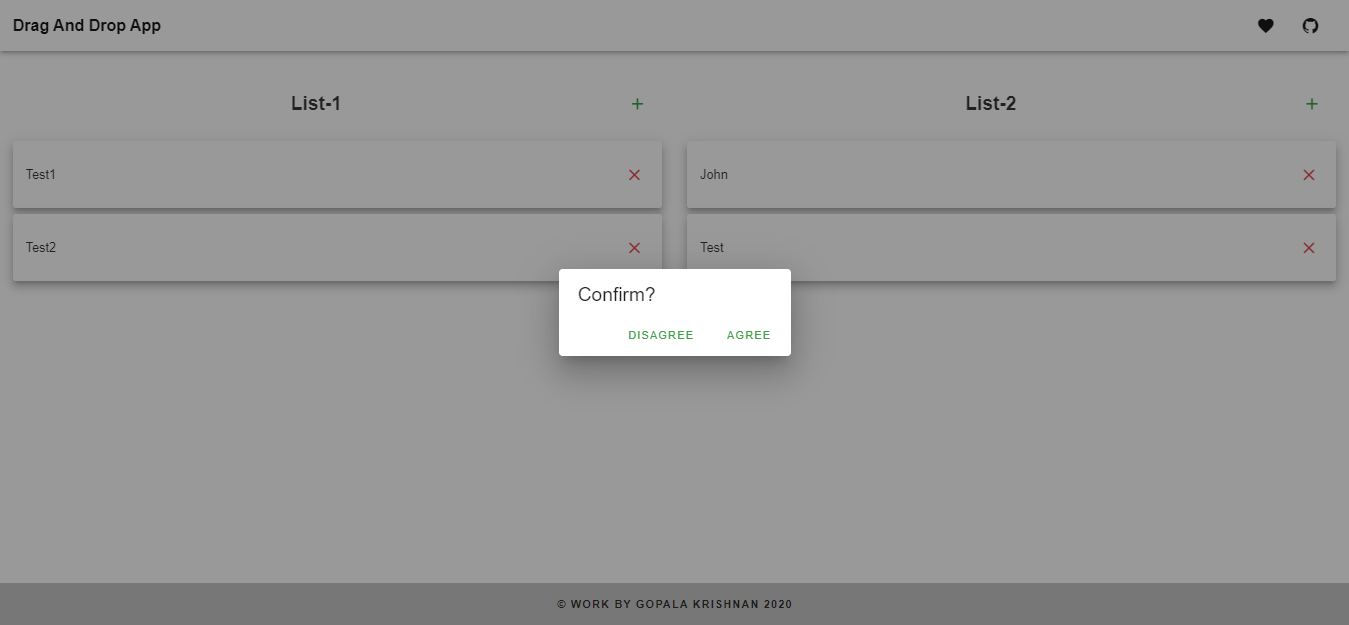 Drag And Drop App
List-1
List-2
Test1
John
Test2
Test
Confirm?
DISAGREE AGREE
© WORK BY GOPALA KRISHNAN 2020